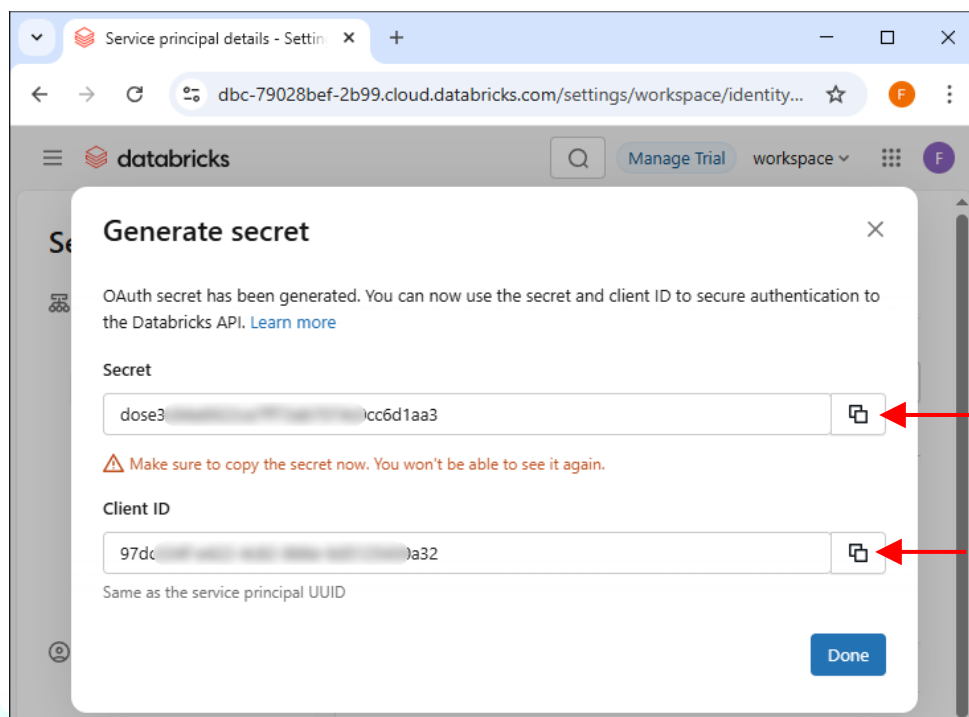 Service principal details - Settin
dbc-79028bef-2b99.cloud.databricks.com/settings/workspace/identity...
F
databricks
Manage Trial
workspace
F
Se
Generate secret
OAuth secret has been generated. You can now use the secret and client ID to secure authentication to
the Databricks API. Learn more
Secret
Make sure to copy the secret now. You won't be able to see it again.
Client ID
Same as the service principal UUID
Done